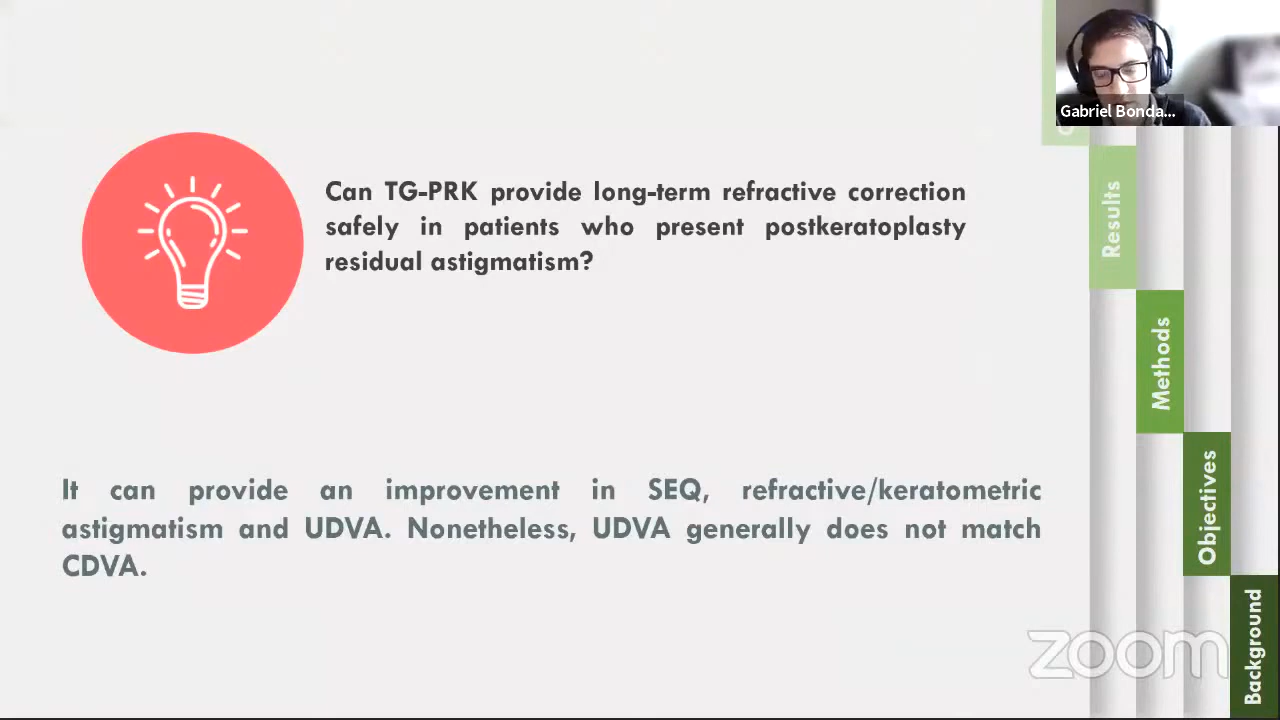 Gabriel Bonda...
Can TG-PRK provide long-term refractive correction
safely in patients who present postkeratoplasty
residual astigmatism?
It can provide an improvement in SEQ, refractive/keratometric
astigmatism and UDVA. Nonetheless, UDVA generally does not match
CDVA.
Results
Methods
Objectives
Background
zoom